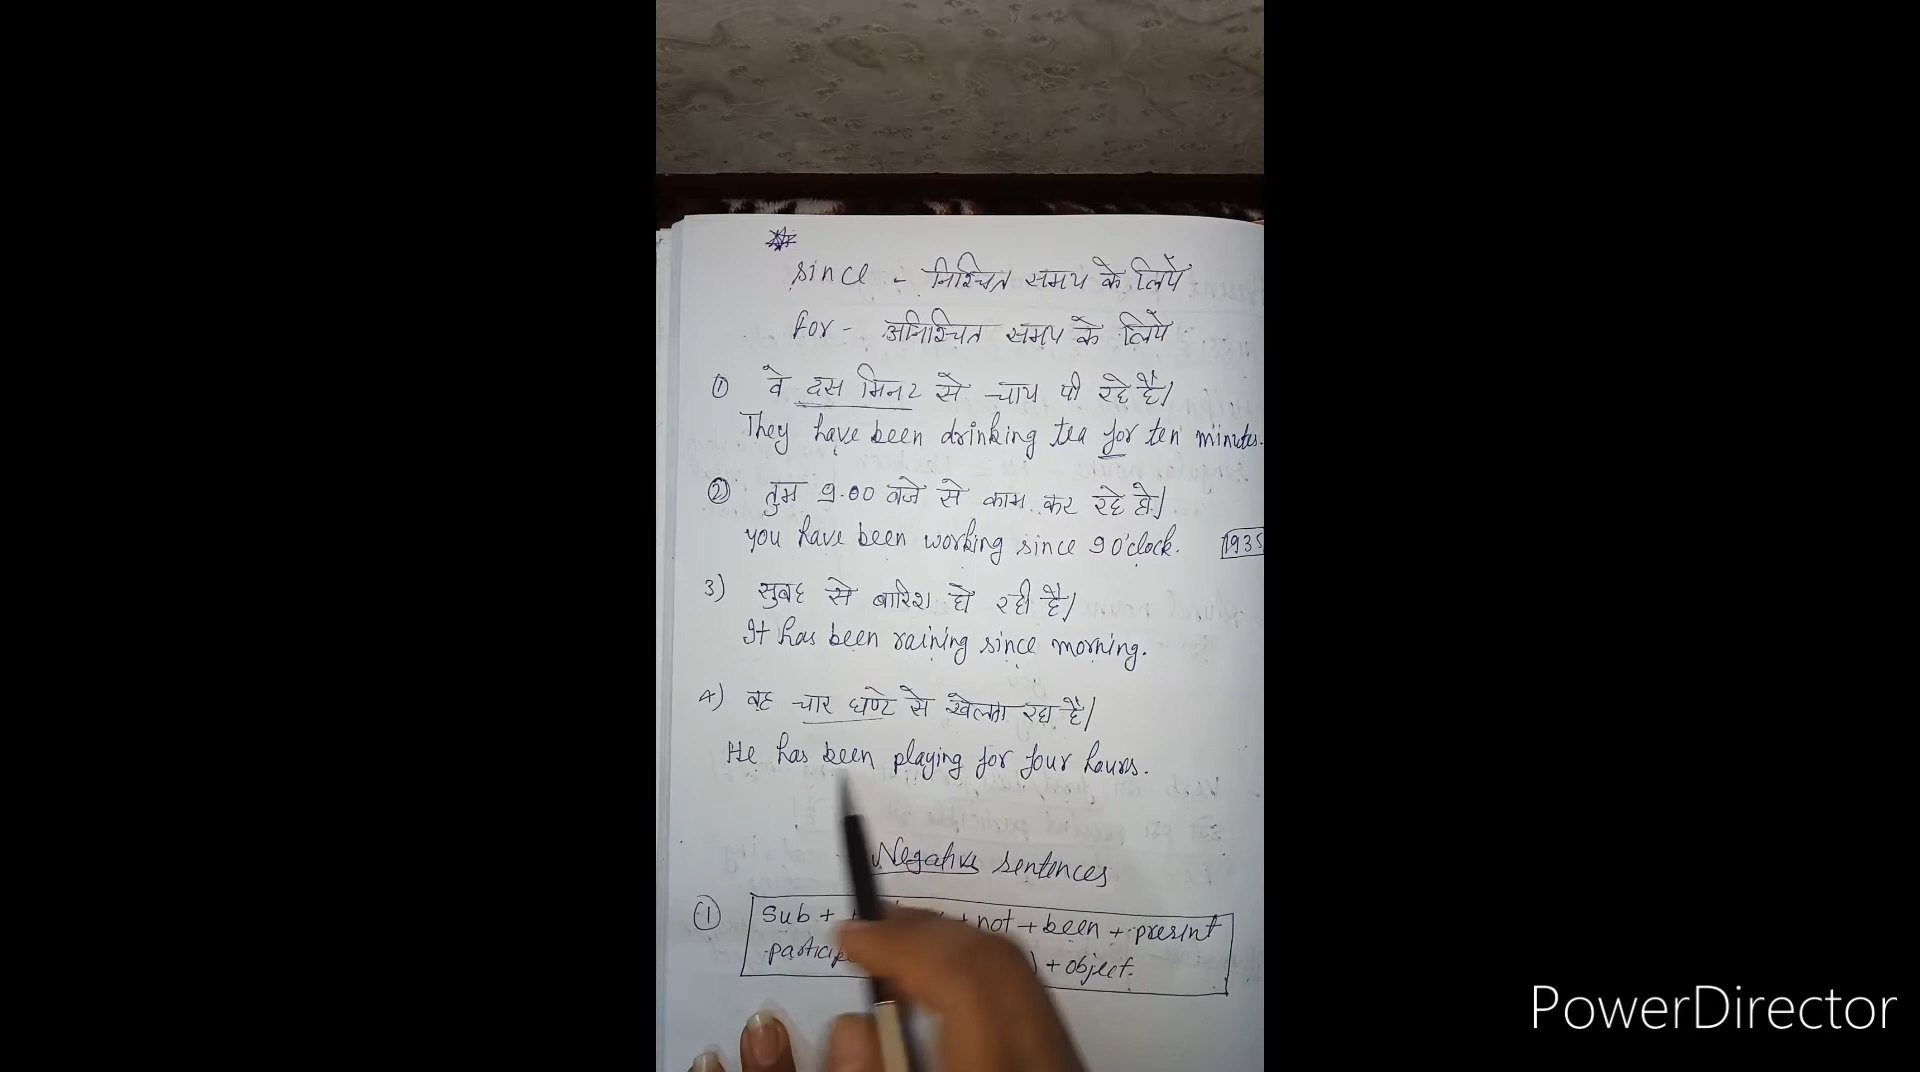 since - निश्चित समय के लिये
for - अनिश्चित समय के लिये
① वे दस मिनट से चाय पी रहे हैं।
They have been drinking tea for ten minutes.
② तुम 9.00 बजे से काम कर रहे हो।
you have been working since 9 O'clock.
1935
3) सुबह से बारिश हो रही है।
It has been raining since morning.
4) वह चार घण्टे से खेलता रहा है।
He has been playing for four hours.
Negative sentences
① sub + + not + been + present
+ object.
PowerDirector